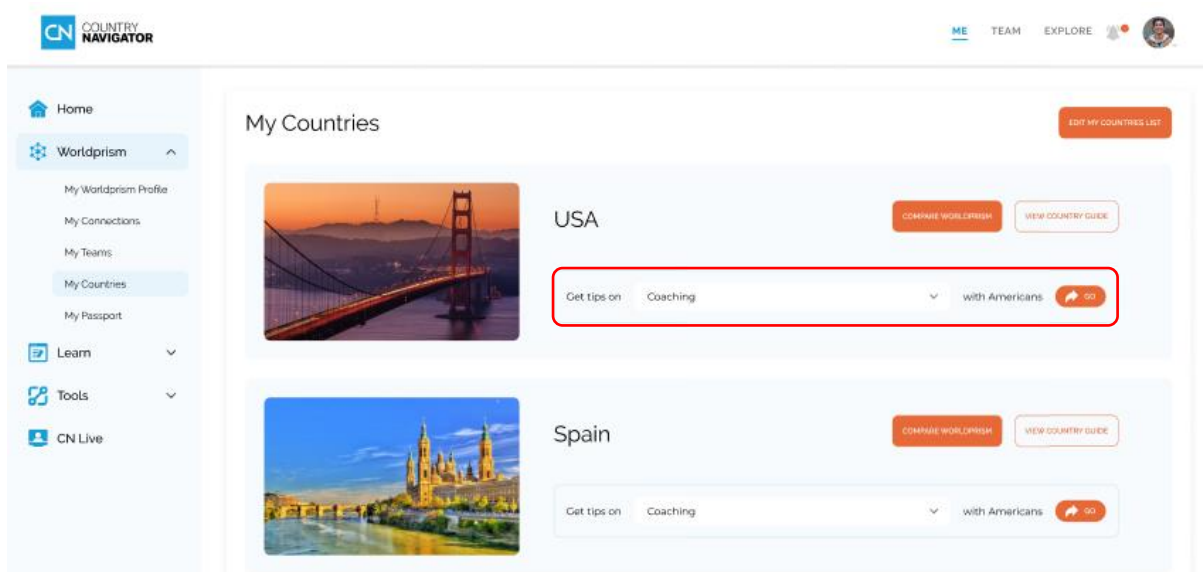 CN COUNTRY NAVIGATOR
ME TEAM EXPLORE
Home
Worldprism
My Worldprism Profile
My Connections
My Teams
My Countries
My Passport
Learn
Tools
CN Live
My Countries
EDIT MY COUNTRIES LIST
USA
COMPARE WORLDPRISM
VIEW COUNTRY GUIDE
Get tips on Coaching with Americans GO
Spain
COMPARE WORLDPRISM
VIEW COUNTRY GUIDE
Get tips on Coaching with Americans GO